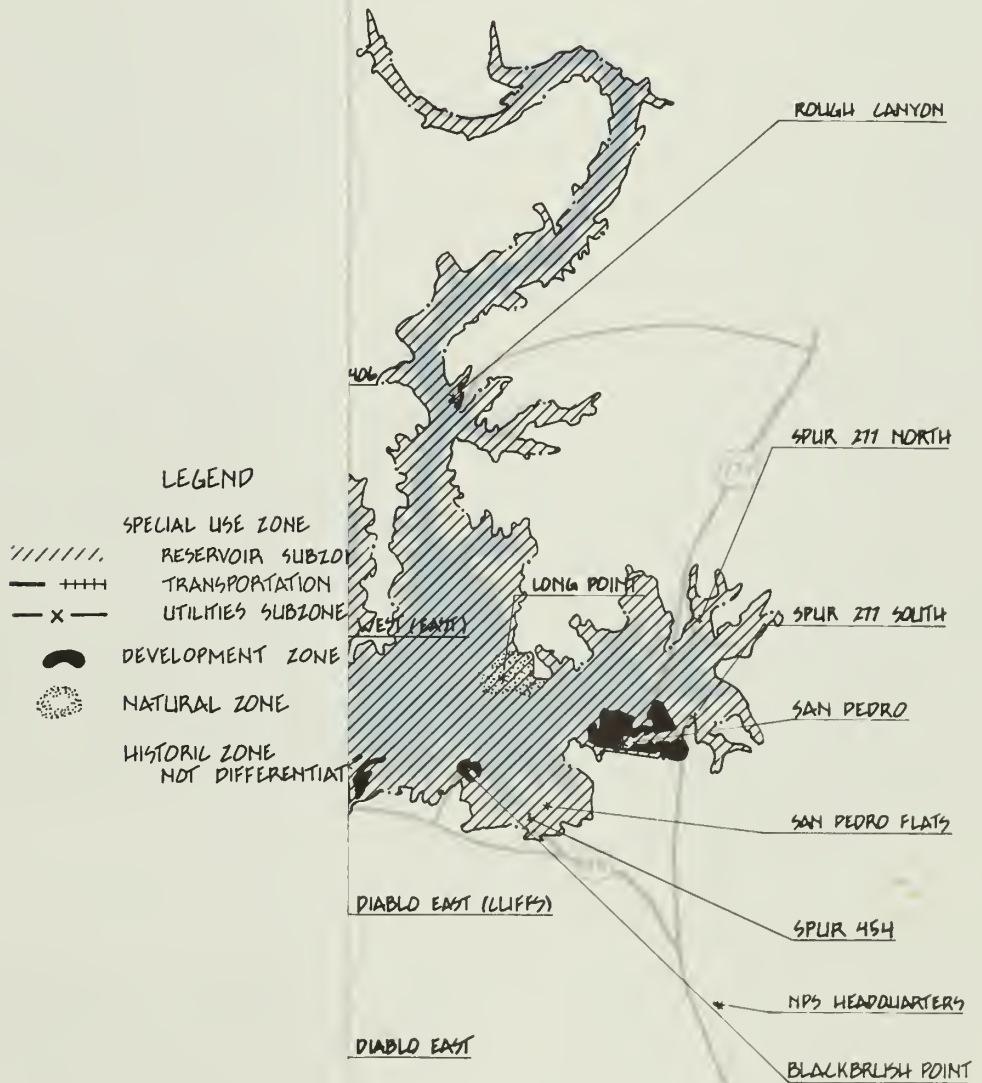 ROUGH CANYON
406
SPUR 277 NORTH
LEGEND
SPECIAL USE ZONE
RESERVOIR SUBZO
TRANSPORTATION
UTILITIES SUBZONE
LONG POINT
WEST (EAST)
SPUR 277 SOUTH
DEVELOPMENT ZONE
NATURAL ZONE
SAN PEDRO
HISTORIC ZONE
NOT DIFFERENTIAT
SAN PEDRO FLATS
DIABLO EAST (CLIFFS)
SPUR 454
NPS HEADQUARTERS
DIABLO EAST
BLACKBRUSH POINT